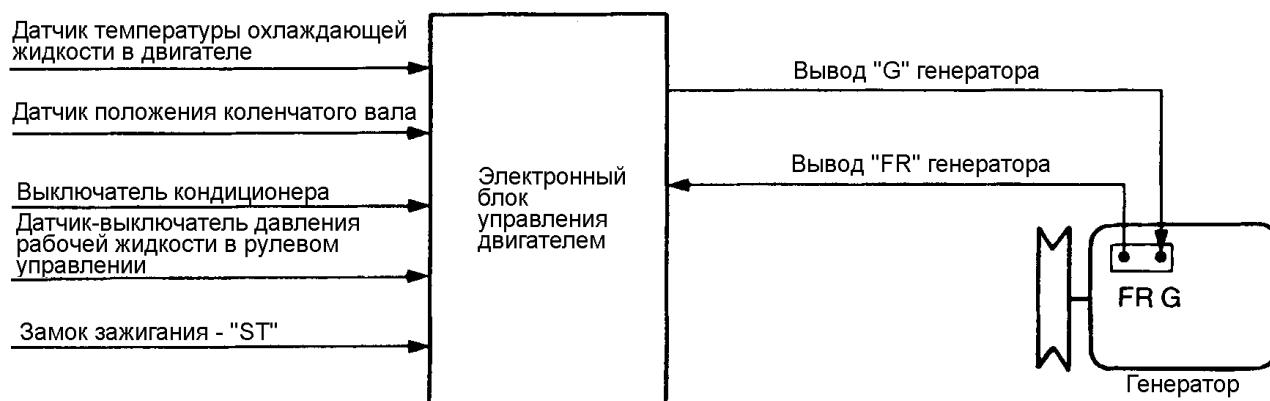 Датчик температуры охлаждающей
жидкости в двигателе
Датчик положения коленчатого вала
Выключатель кондиционера
Датчик-выключатель давления
рабочей жидкости в рулевом
управлении
Замок зажигания - "ST"
Электронный
блок
управления
двигателем
Вывод "G" генератора
Вывод "FR" генератора
FR G
Генератор